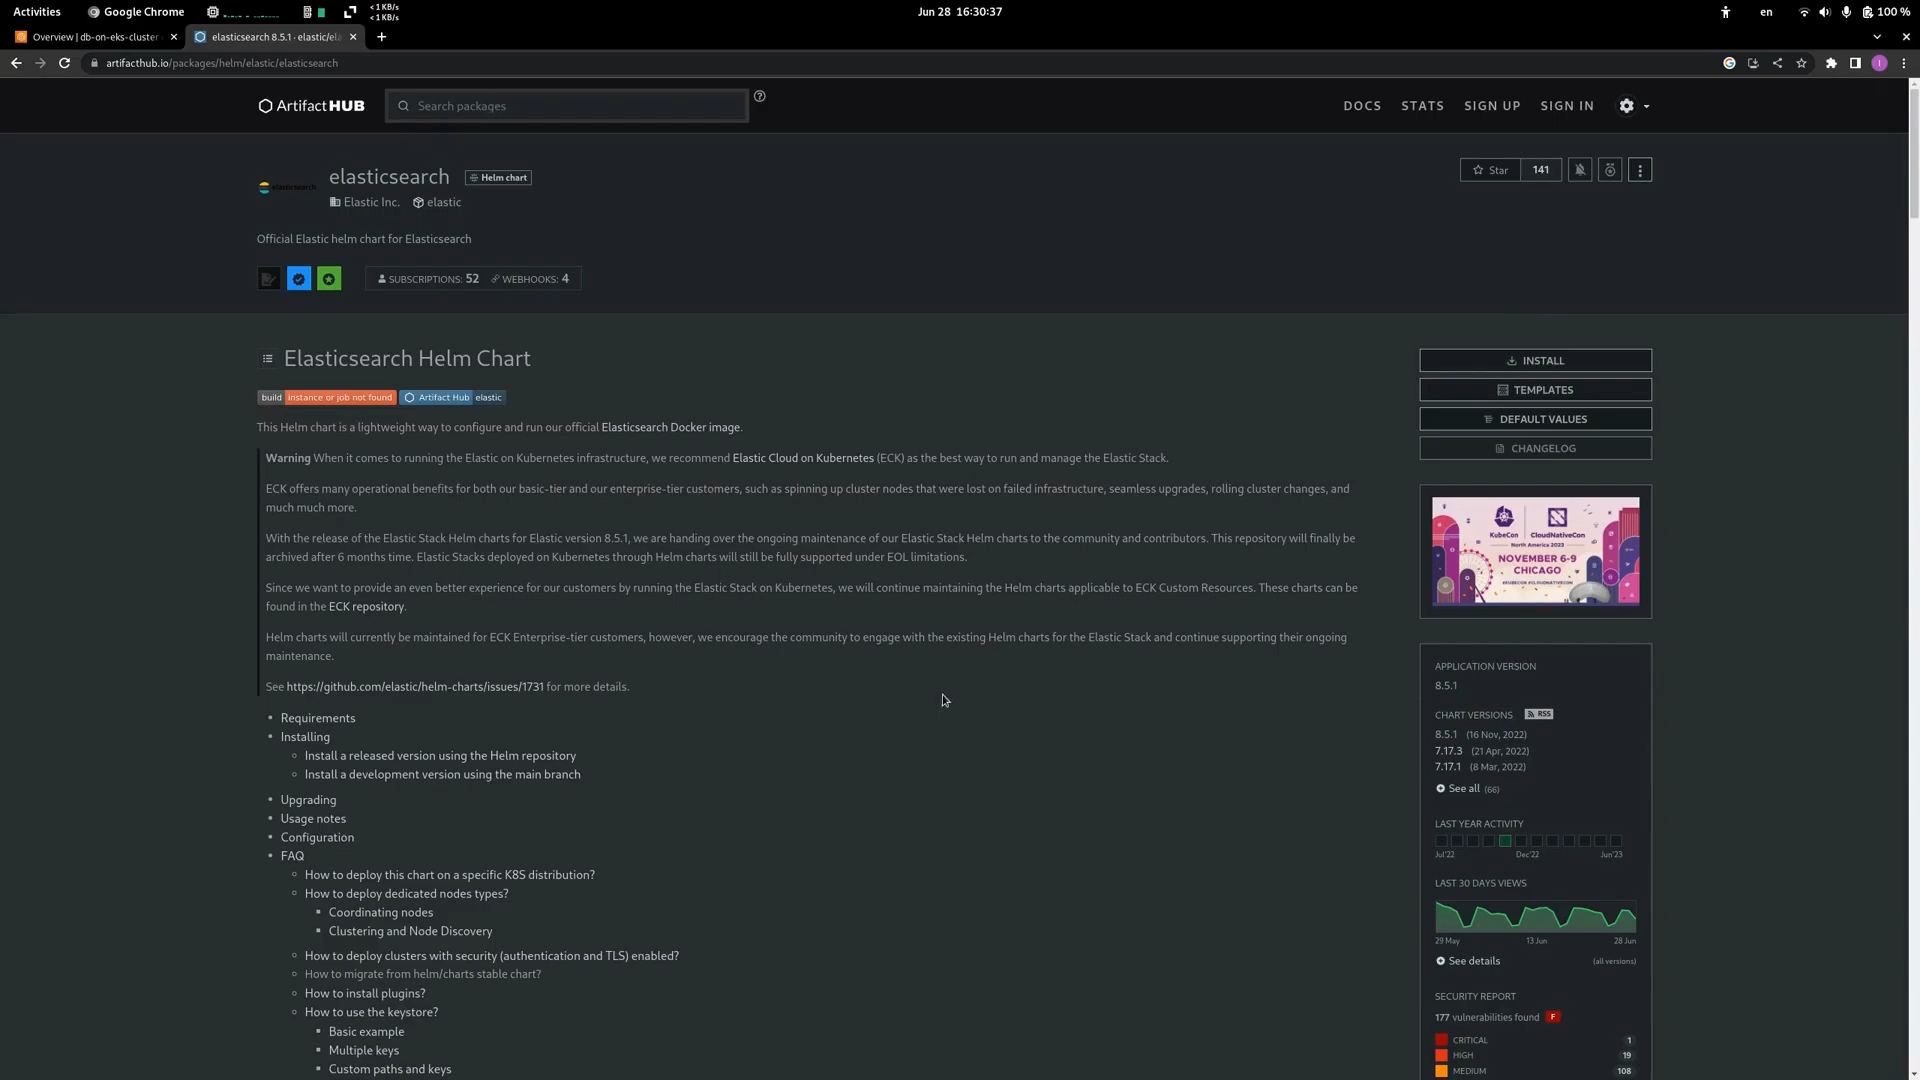 Activities
Google Chrome
< 1 KB/s
< 1 KB/s
Jun 28 16:30:37
en
100 %
Overview | db-on-eks-cluster
elasticsearch 8.5.1 · elastic/ela
artifacthub.io/packages/helm/elastic/elasticsearch
I
ArtifactHUB
Search packages
DOCS
STATS
SIGN UP
SIGN IN
elasticsearch
elasticsearch
Helm chart
Star
141
Elastic Inc.
elastic
Official Elastic helm chart for Elasticsearch
SUBSCRIPTIONS: 52
WEBHOOKS: 4
Elasticsearch Helm Chart
build instance or job not found Artifact Hub elastic
This Helm chart is a lightweight way to configure and run our official Elasticsearch Docker image.
Warning When it comes to running the Elastic on Kubernetes infrastructure, we recommend Elastic Cloud on Kubernetes (ECK) as the best way to run and manage the Elastic Stack.
ECK offers many operational benefits for both our basic-tier and our enterprise-tier customers, such as spinning up cluster nodes that were lost on failed infrastructure, seamless upgrades, rolling cluster changes, and
much much more.
With the release of the Elastic Stack Helm charts for Elastic version 8.5.1, we are handing over the ongoing maintenance of our Elastic Stack Helm charts to the community and contributors. This repository will finally be
archived after 6 months time. Elastic Stacks deployed on Kubernetes through Helm charts will still be fully supported under EOL limitations.
Since we want to provide an even better experience for our customers by running the Elastic Stack on Kubernetes, we will continue maintaining the Helm charts applicable to ECK Custom Resources. These charts can be
found in the ECK repository.
Helm charts will currently be maintained for ECK Enterprise-tier customers, however, we encourage the community to engage with the existing Helm charts for the Elastic Stack and continue supporting their ongoing
maintenance.
See https://github.com/elastic/helm-charts/issues/1731 for more details.
Requirements
Installing
Install a released version using the Helm repository
Install a development version using the main branch
Upgrading
Usage notes
Configuration
FAQ
How to deploy this chart on a specific K8S distribution?
How to deploy dedicated nodes types?
Coordinating nodes
Clustering and Node Discovery
How to deploy clusters with security (authentication and TLS) enabled?
How to migrate from helm/charts stable chart?
How to install plugins?
How to use the keystore?
Basic example
Multiple keys
Custom paths and keys
INSTALL
TEMPLATES
DEFAULT VALUES
CHANGELOG
KubeCon
CloudNativeCon
North America 2023
NOVEMBER 6-9
CHICAGO
APPLICATION VERSION
8.5.1
CHART VERSIONS
RSS
8.5.1 (16 Nov, 2022)
7.17.3 (21 Apr, 2022)
7.17.1 (8 Mar, 2022)
See all (66)
LAST YEAR ACTIVITY
Jul'22
Dec'22
Jun'23
LAST 30 DAYS VIEWS
29 May
13 Jun
28 Jun
See details
(all versions)
SECURITY REPORT
177 vulnerabilities found F
CRITICAL 1
HIGH 19
MEDIUM 108